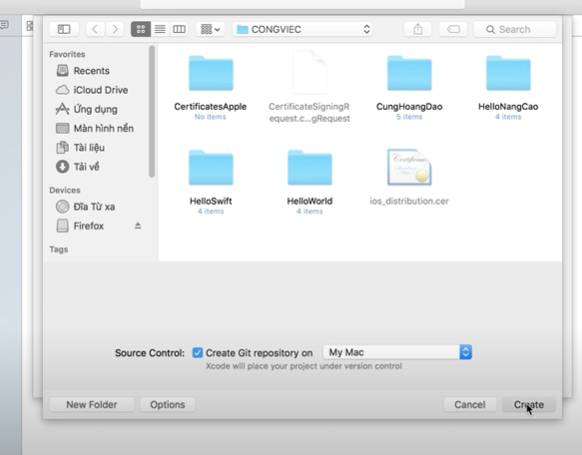 CONGVIEC
Search
Favorites
Recents
iCloud Drive
Ứng dụng
Màn hình nền
Tài liệu
Tải về
Devices
Đĩa Từ xa
Firefox
Tags
CertificatesApple
No items
CertificateSigningR
equest.c...gRequest
CungHoangDao
5 items
HelloNangCao
4 items
HelloSwift
4 items
HelloWorld
4 items
ios_distribution.cer
Source Control:
Create Git repository on
My Mac
Xcode will place your project under version control
New Folder
Options
Cancel
Create